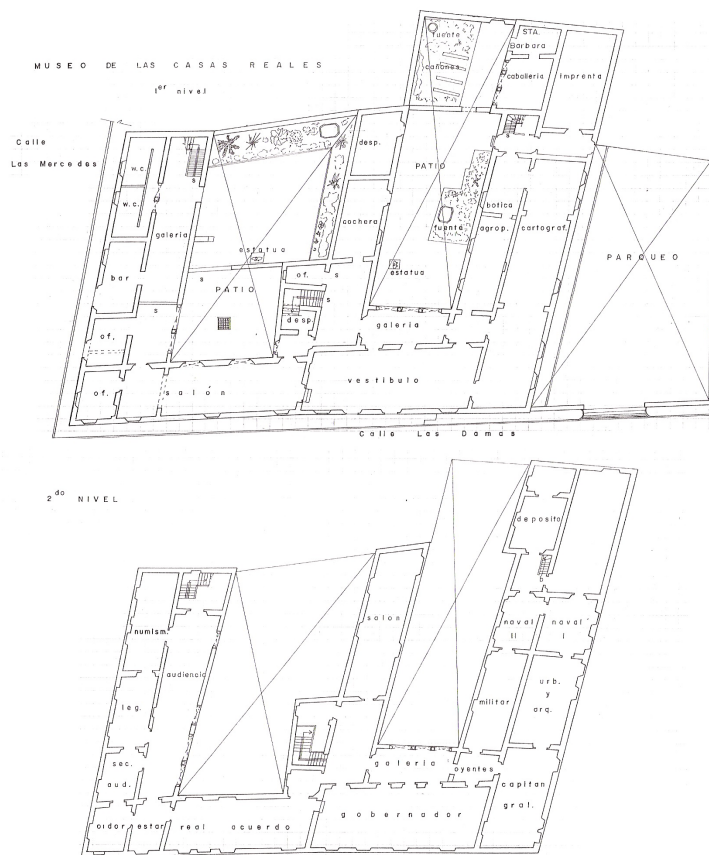 MUSEO DE LAS CASAS REALES
1er nivel
Calle
Las Mercedes
fuente
cañones
STA.
Barbara
caballeria
imprenta
w.c.
w.c.
galeria
s
desp.
PATIO
s
cochera
botica
agrop.
cartograf.
fuente
PARQUEO
bar
estatua
s
PATIO
of.
s
estatua
s
desp.
galeria
s
of.
of.
salón
s
vestibulo
Calle Las Damas
2do NIVEL
deposito
numism.
salon
naval
II
naval
I
audiencia
leg.
militar
urb.
y
arq.
sec.
aud.
galeria
oyentes
capitan
gral.
oidor
estar
real acuerdo
gobernador